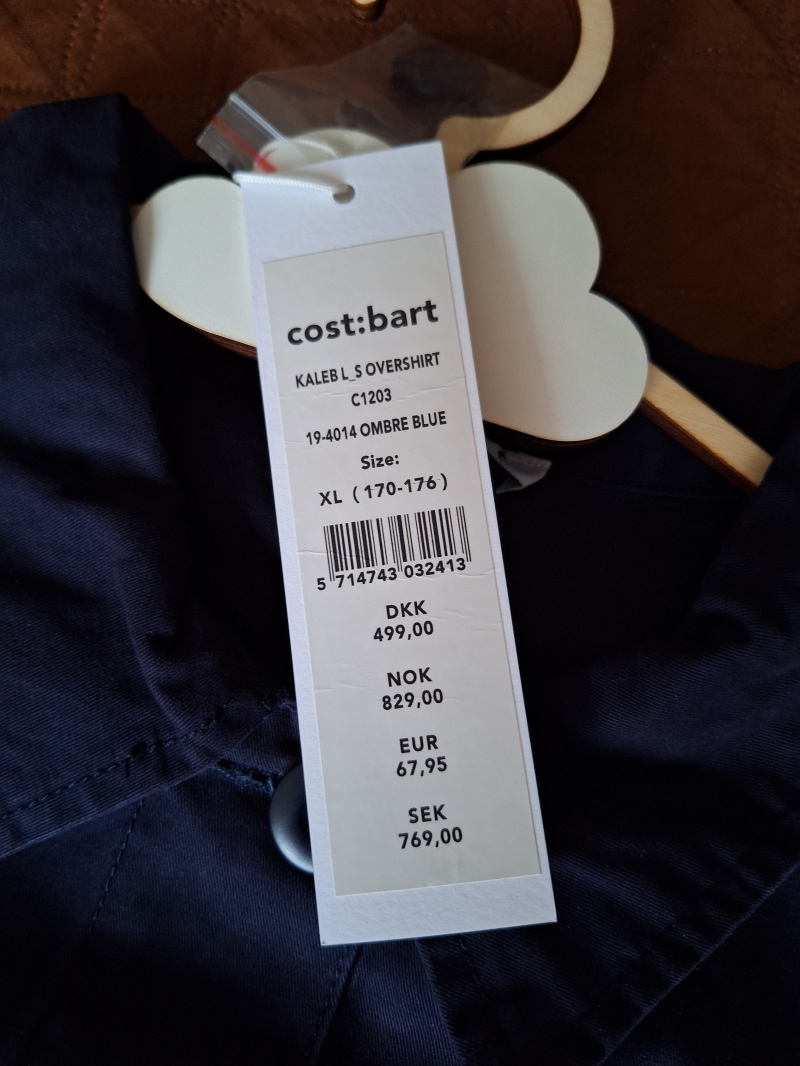 cost:bart
KALEB L_S OVERSHIRT
C1203
19-4014 OMBRE BLUE
Size:
XL (170-176)
5 714743 032413
DKK
499,00
NOK
829,00
EUR
67,95
SEK
769,00